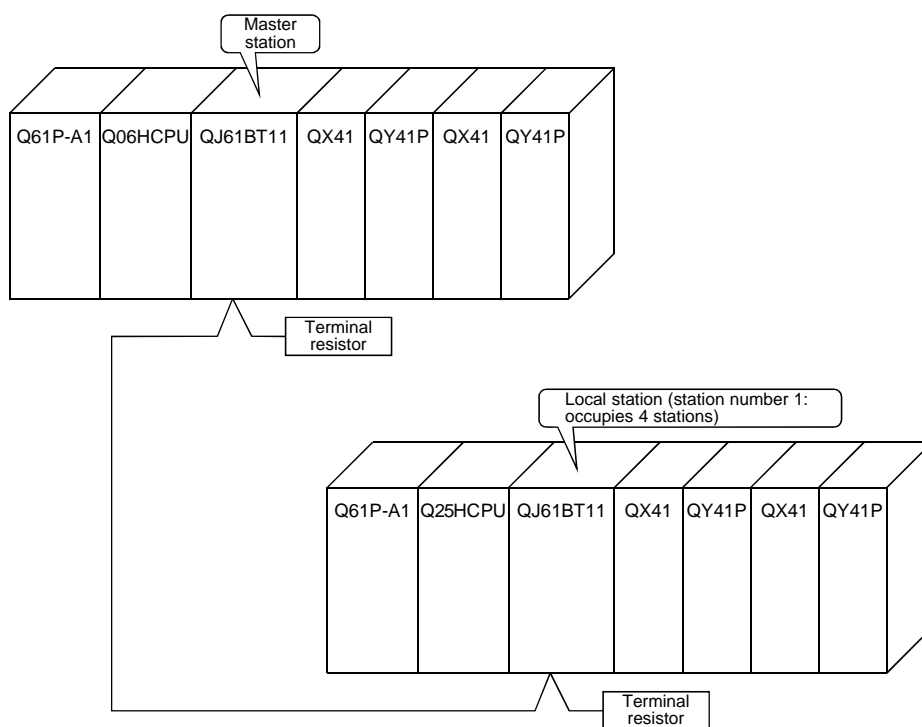 Master
station
Q61P-A1 Q06HCPU QJ61BT11 QX41 QY41P QX41 QY41P
Terminal
resistor
Local station (station number 1:
occupies 4 stations)
Q61P-A1 Q25HCPU QJ61BT11 QX41 QY41P QX41 QY41P
Terminal
resistor